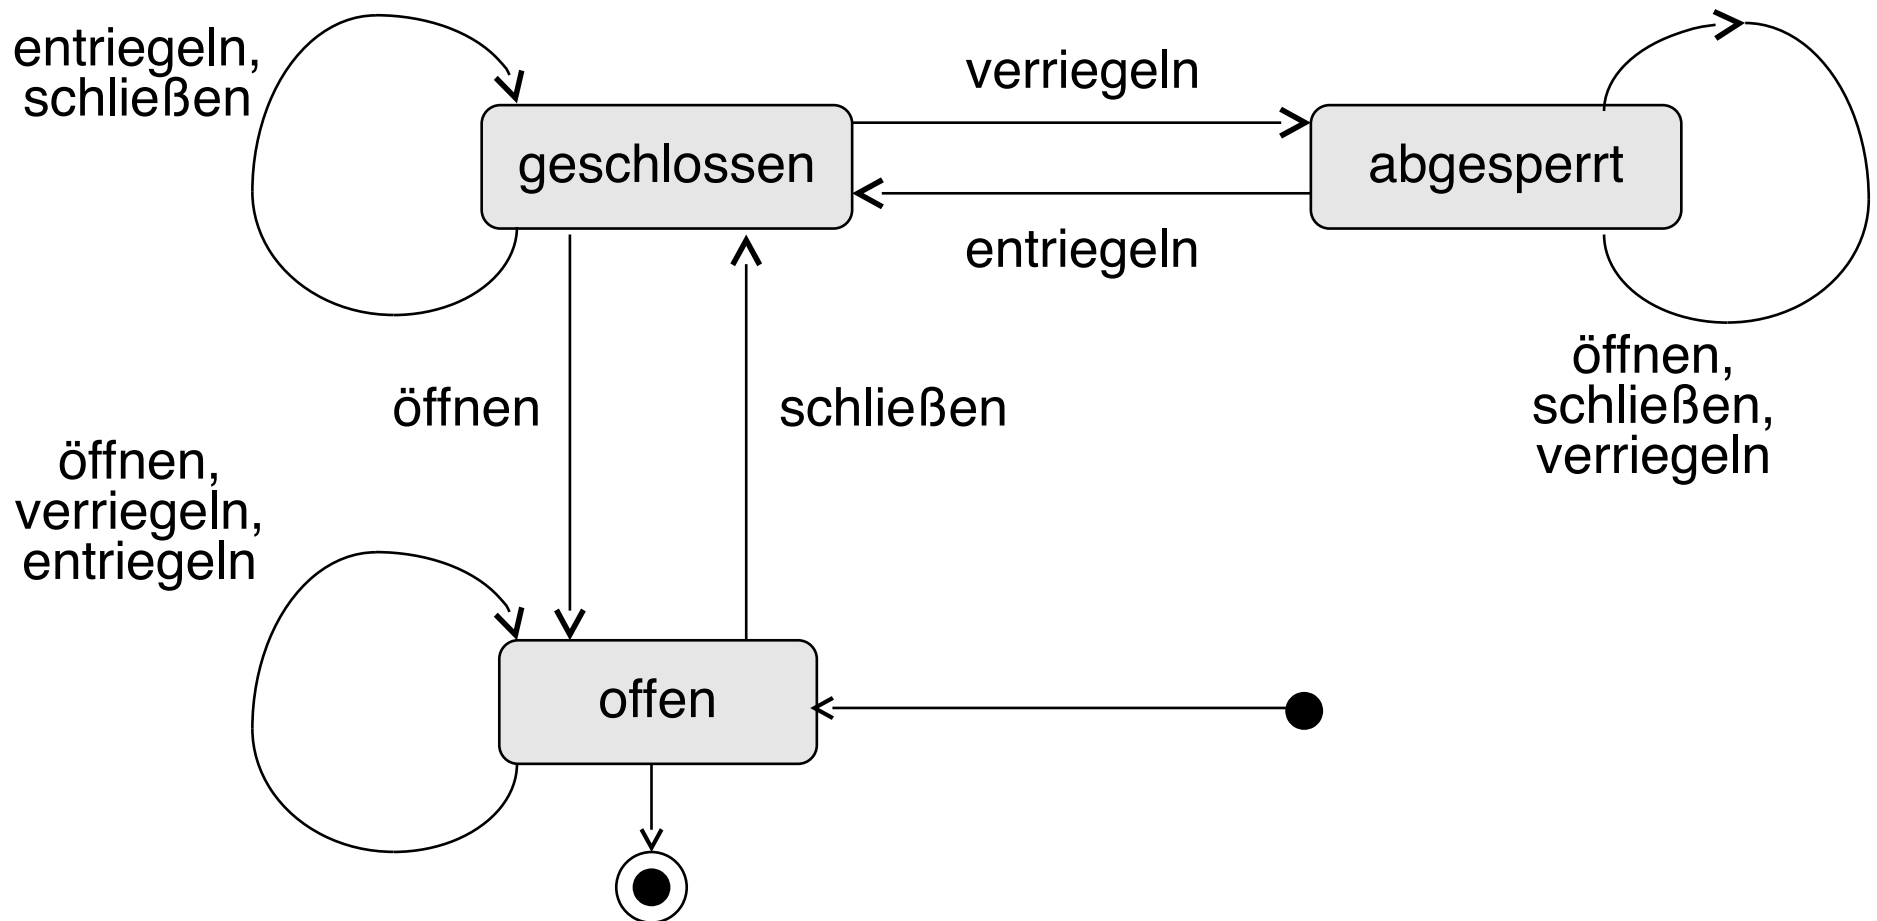 entriegeln,
schließen
verriegeln
geschlossen
abgesperrt
entriegeln
öffnen,
schließen,
verriegeln
öffnen
schließen
öffnen,
verriegeln,
entriegeln
offen